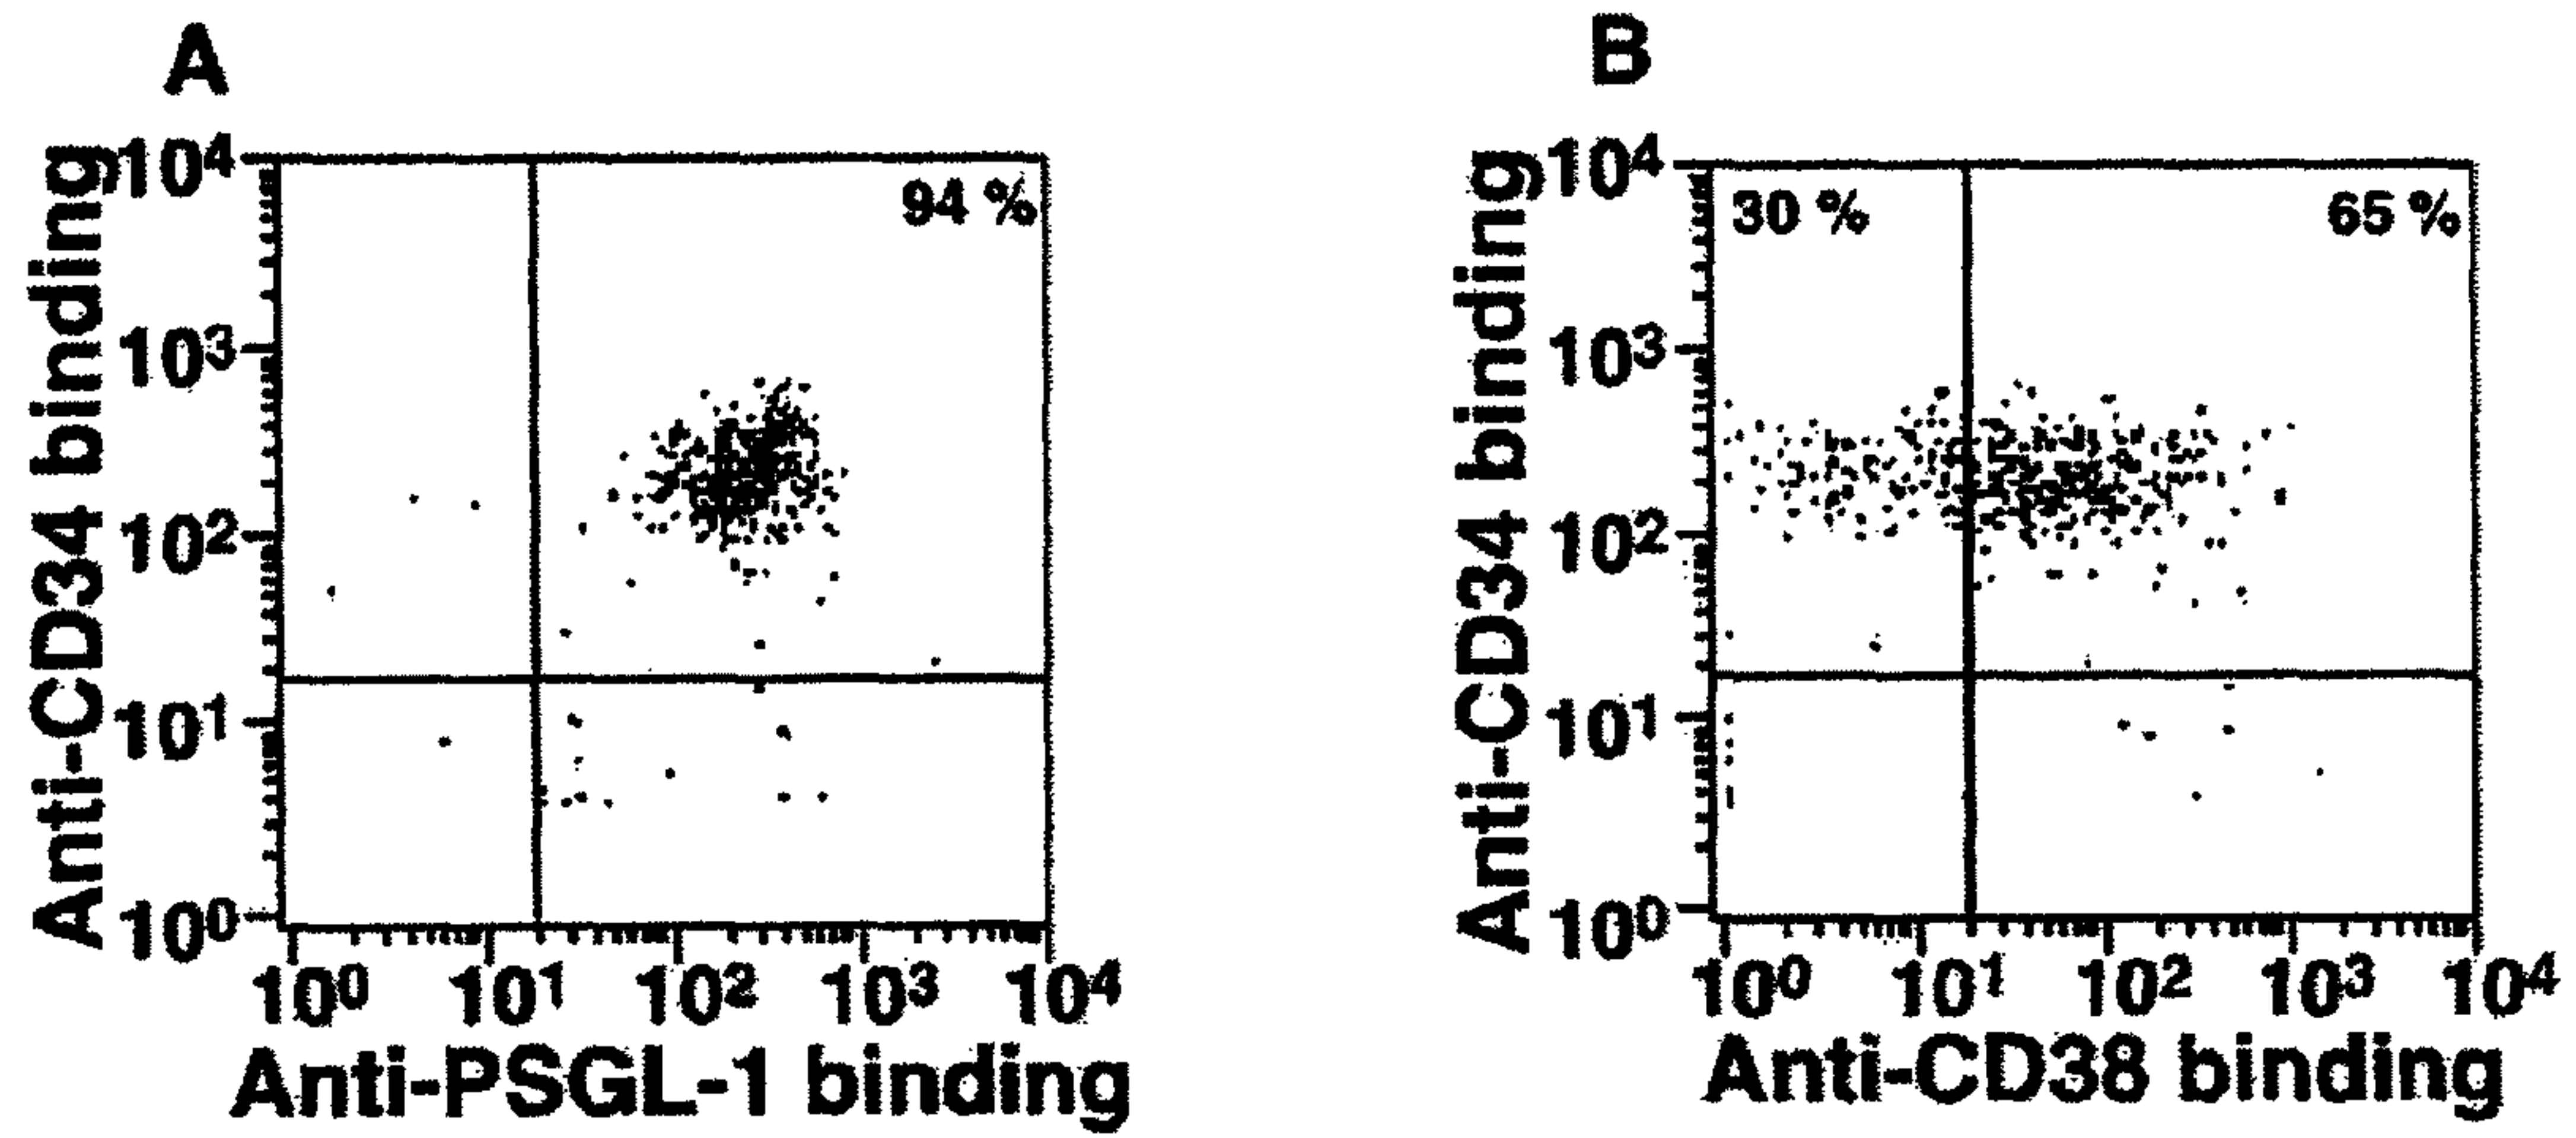 A
Anti-CD34 binding
10⁴
94 %
10³
10²
10¹
10⁰
10⁰ 10¹ 10² 10³ 10⁴
Anti-PSGL-1 binding
B
Anti-CD34 binding
10⁴
30 % 65 %
10³
10²
10¹
10⁰
10⁰ 10¹ 10² 10³ 10⁴
Anti-CD38 binding